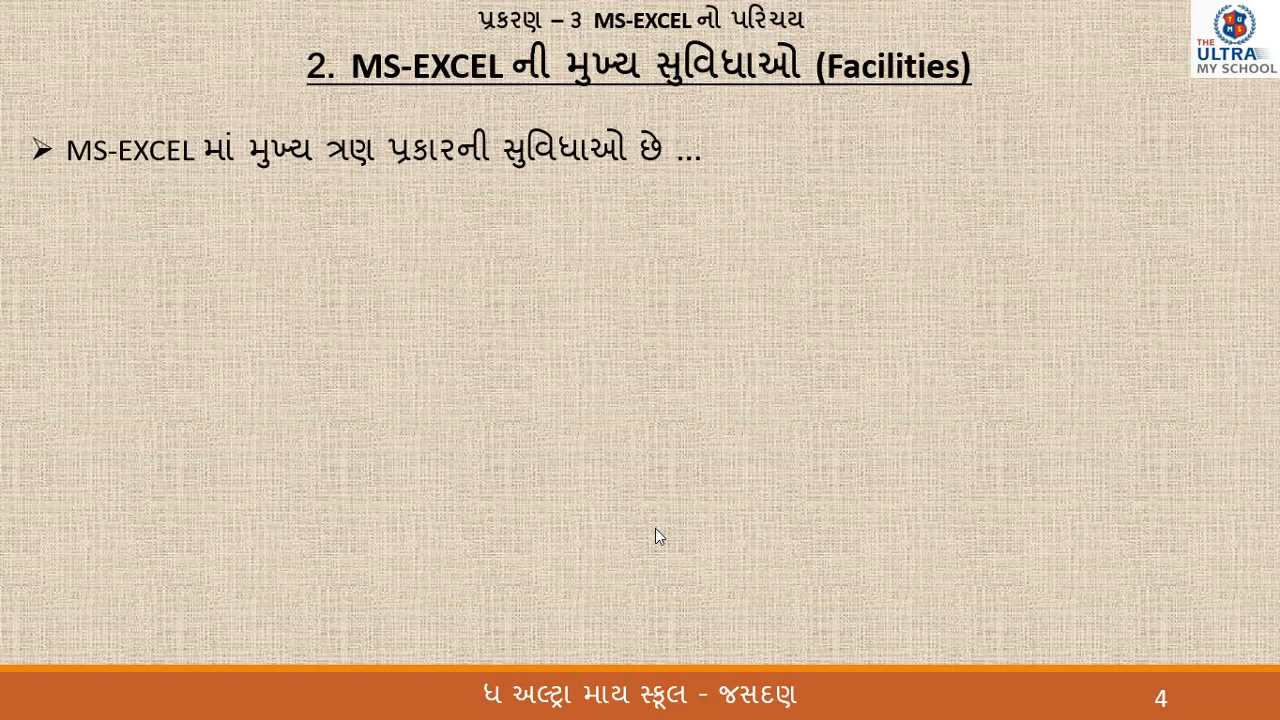 પ્રકરણ – ૩ MS-EXCEL નો પરિચય
2. MS-EXCEL ની મુખ્ય સુવિધાઓ (Facilities)
THE
ULTRA
MY SCHOOL
➢ MS-EXCEL માં મુખ્ય ત્રણ પ્રકારની સુવિધાઓ છે ...
ધ અલ્ટ્રા માય સ્કૂલ - જસદણ
4